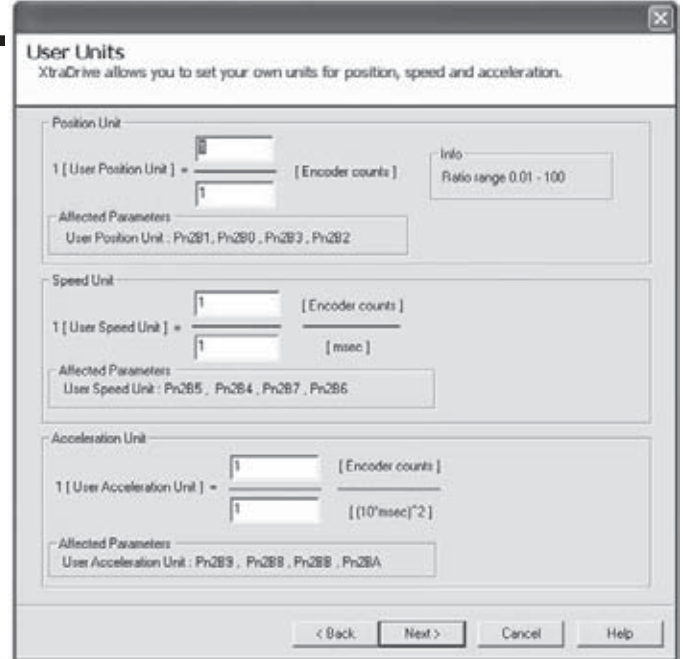 User Units
XtraDrive allows you to set your own units for position, speed and acceleration.
Position Unit
1 [ User Position Unit ] = [ Encoder counts ]
1
Info
Ratio range 0.01 - 100
Affected Parameters
User Position Unit : Pn2B1, Pn2B0 , Pn2B3 , Pn2B2
Speed Unit
1 [ Encoder counts ]
1 [ User Speed Unit ] =
1 [ msec ]
Affected Parameters
User Speed Unit : Pn2B5 , Pn2B4 , Pn2B7 , Pn2B6
Acceleration Unit
1 [ Encoder counts ]
1 [ User Acceleration Unit ] =
1 [ (10*msec)^2 ]
Affected Parameters
User Acceleration Unit : Pn2B9 , Pn2B8 , Pn2BB , Pn2BA
< Back Next > Cancel Help